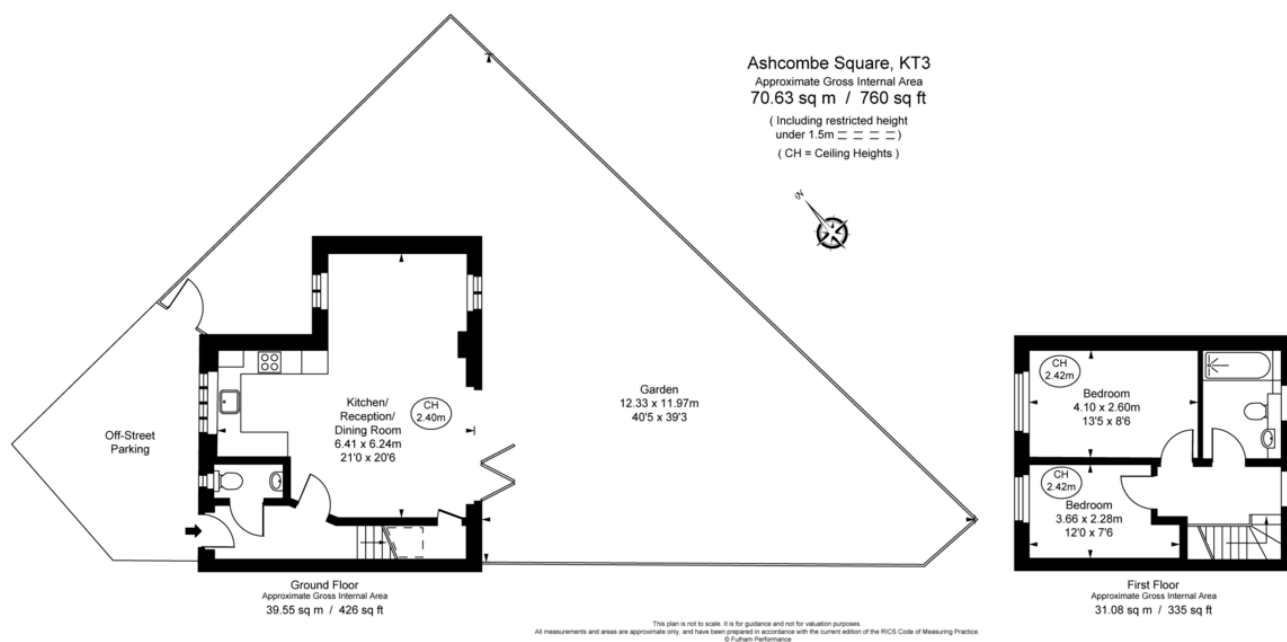 Ashcombe Square, KT3
Approximate Gross Internal Area
70.63 sq m / 760 sq ft
( Including restricted height
under 1.5m )
( CH = Ceiling Heights )
N
Garden
12.33 x 11.97m
40'5 x 39'3
Off-Street
Parking
Kitchen/
Reception/
Dining Room
6.41 x 6.24m
21'0 x 20'6
CH
2.40m
Ground Floor
Approximate Gross Internal Area
39.55 sq m / 426 sq ft
CH
2.42m
Bedroom
4.10 x 2.60m
13'5 x 8'6
CH
2.42m
Bedroom
3.66 x 2.28m
12'0 x 7'6
First Floor
Approximate Gross Internal Area
31.08 sq m / 335 sq ft
This plan is not to scale. It is for guidance and not for valuation purposes.
All measurements and areas are approximate only, and have been prepared in accordance with the current edition of the RICS Code of Measuring Practice.
© Fulham Performance